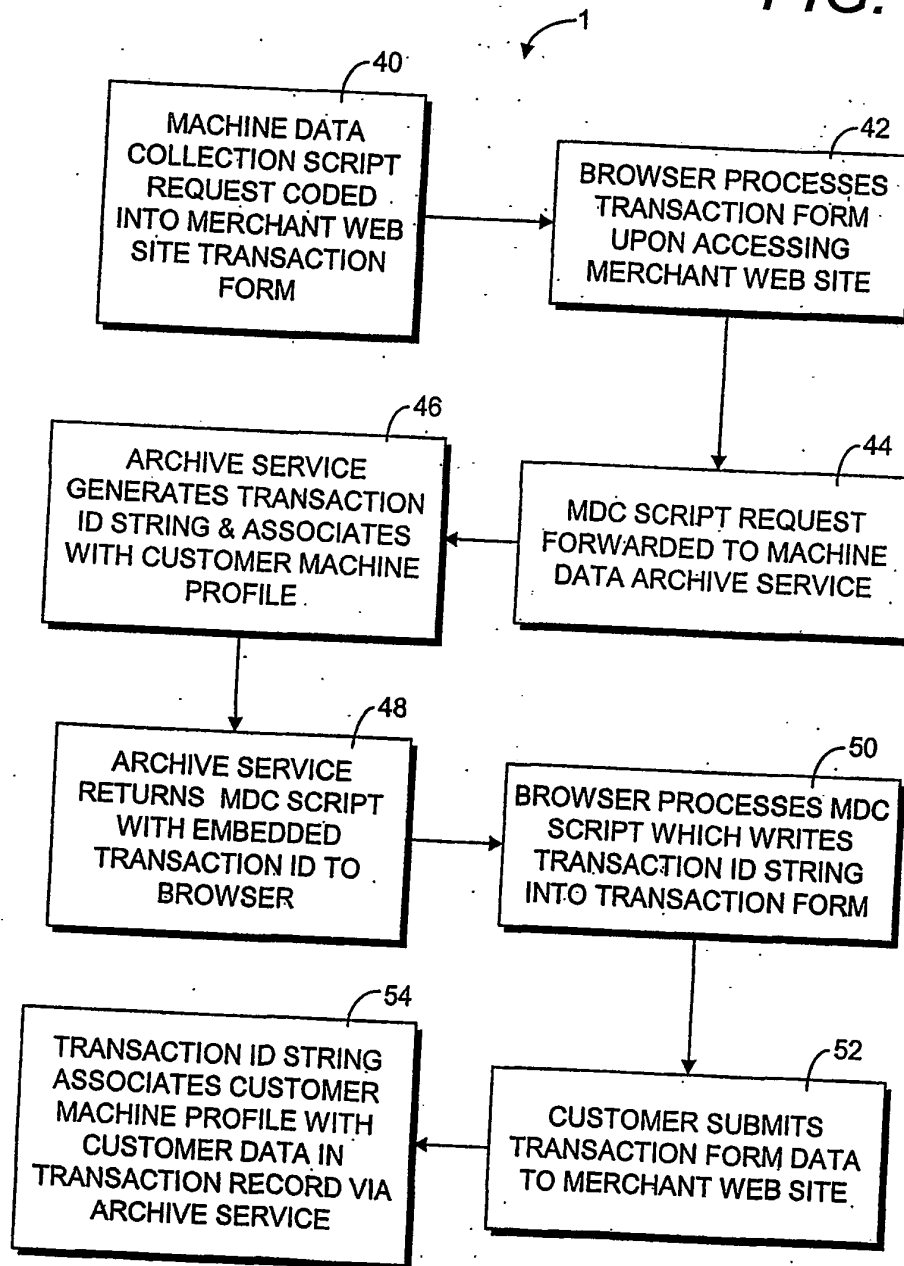 FIG.
1
40
MACHINE DATA
COLLECTION SCRIPT
REQUEST CODED
INTO MERCHANT WEB
SITE TRANSACTION
FORM
42
BROWSER PROCESSES
TRANSACTION FORM
UPON ACCESSING
MERCHANT WEB SITE
44
MDC SCRIPT REQUEST
FORWARDED TO MACHINE
DATA ARCHIVE SERVICE
46
ARCHIVE SERVICE
GENERATES TRANSACTION
ID STRING & ASSOCIATES
WITH CUSTOMER MACHINE
PROFILE
48
ARCHIVE SERVICE
RETURNS MDC SCRIPT
WITH EMBEDDED
TRANSACTION ID TO
BROWSER
50
BROWSER PROCESSES MDC
SCRIPT WHICH WRITES
TRANSACTION ID STRING
INTO TRANSACTION FORM
52
CUSTOMER SUBMITS
TRANSACTION FORM DATA
TO MERCHANT WEB SITE
54
TRANSACTION ID STRING
ASSOCIATES CUSTOMER
MACHINE PROFILE WITH
CUSTOMER DATA IN
TRANSACTION RECORD VIA
ARCHIVE SERVICE